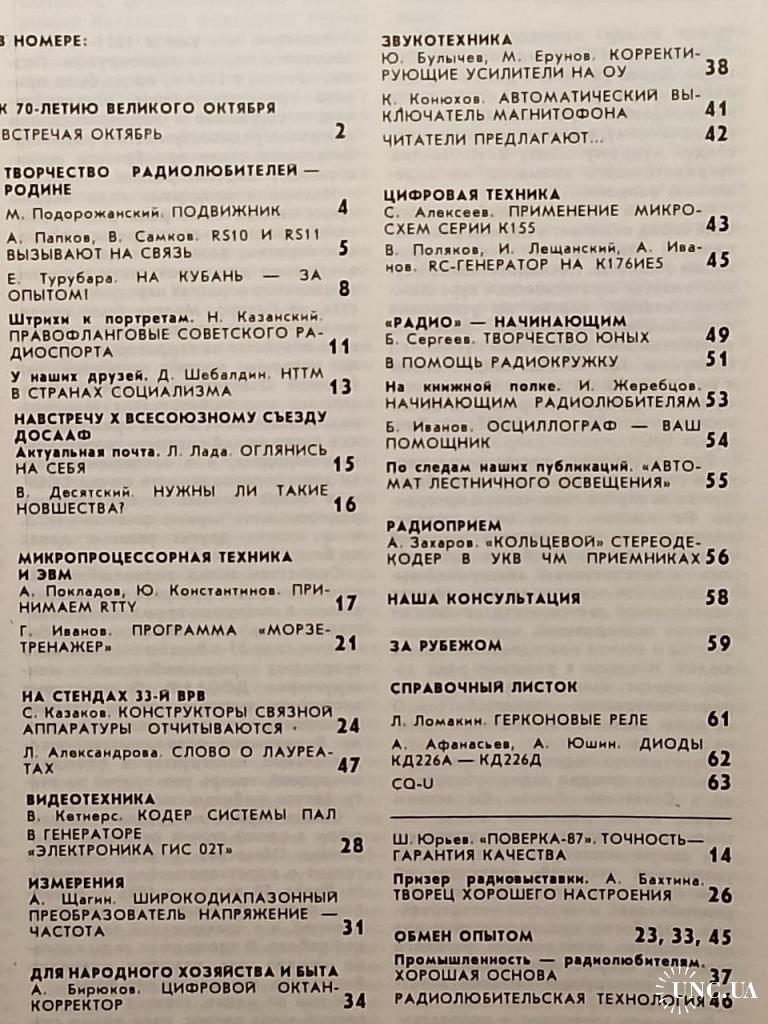 В НОМЕРЕ:
К 70-ЛЕТИЮ ВЕЛИКОГО ОКТЯБРЯ
ВСТРЕЧАЯ ОКТЯБРЬ 2
ТВОРЧЕСТВО РАДИОЛЮБИТЕЛЕЙ —
РОДИНЕ
М. Подорожанский. ПОДВИЖНИК 4
А. Папков, В. Самков. RS10 И RS11
ВЫЗЫВАЮТ НА СВЯЗЬ 5
Е. Турубара. НА КУБАНЬ — ЗА
ОПЫТОМ! 8
Штрихи к портретам. Н. Казанский.
ПРАВОФЛАНГОВЫЕ СОВЕТСКОГО РА-
ДИОСПОРТА 11
У наших друзей. Д. Шебалдин. НТТМ
В СТРАНАХ СОЦИАЛИЗМА 13
НАВСТРЕЧУ X ВСЕСОЮЗНОМУ СЪЕЗДУ
ДОСААФ
Актуальная почта. Л. Лада. ОГЛЯНИСЬ
НА СЕБЯ 15
В. Десятский. НУЖНЫ ЛИ ТАКИЕ
НОВШЕСТВА? 16
МИКРОПРОЦЕССОРНАЯ ТЕХНИКА
И ЭВМ
А. Покладов, Ю. Константинов. ПРИ-
НИМАЕМ RTTY 17
Г. Иванов. ПРОГРАММА «МОРЗЕ-
ТРЕНАЖЕР» 21
НА СТЕНДАХ 33-Й ВРВ
С. Казаков. КОНСТРУКТОРЫ СВЯЗНОЙ
АППАРАТУРЫ ОТЧИТЫВАЮТСЯ 24
Л. Александрова. СЛОВО О ЛАУРЕА-
ТАХ 47
ВИДЕОТЕХНИКА
В. Кетнерс. КОДЕР СИСТЕМЫ ПАЛ
В ГЕНЕРАТОРЕ
«ЭЛЕКТРОНИКА ГИС 02Т» 28
ИЗМЕРЕНИЯ
А. Щагин. ШИРОКОДИАПАЗОННЫЙ
ПРЕОБРАЗОВАТЕЛЬ НАПРЯЖЕНИЕ —
ЧАСТОТА 31
ДЛЯ НАРОДНОГО ХОЗЯЙСТВА И БЫТА
А. Бирюков. ЦИФРОВОЙ ОКТАН-
КОРРЕКТОР 34
ЗВУКОТЕХНИКА
Ю. Булычев, М. Ерунов. КОРРЕКТИ-
РУЮЩИЕ УСИЛИТЕЛИ НА ОУ 38
К. Конюхов. АВТОМАТИЧЕСКИЙ ВЫ-
КЛЮЧАТЕЛЬ МАГНИТОФОНА 41
ЧИТАТЕЛИ ПРЕДЛАГАЮТ... 42
ЦИФРОВАЯ ТЕХНИКА
С. Алексеев. ПРИМЕНЕНИЕ МИКРО-
СХЕМ СЕРИИ К155 43
В. Поляков, И. Лещанский, А. Ива-
нов. RC-ГЕНЕРАТОР НА К176ИЕ5 45
«РАДИО» — НАЧИНАЮЩИМ
Б. Сергеев. ТВОРЧЕСТВО ЮНЫХ 49
В ПОМОЩЬ РАДИОКРУЖКУ 51
На книжной полке. И. Жеребцов.
НАЧИНАЮЩИМ РАДИОЛЮБИТЕЛЯМ 53
Б. Иванов. ОСЦИЛЛОГРАФ — ВАШ
ПОМОЩНИК 54
По следам наших публикаций. «АВТО-
МАТ ЛЕСТНИЧНОГО ОСВЕЩЕНИЯ» 55
РАДИОПРИЕМ
А. Захаров. «КОЛЬЦЕВОЙ» СТЕРЕОДЕ-
КОДЕР В УКВ ЧМ ПРИЕМНИКАХ 56
НАША КОНСУЛЬТАЦИЯ 58
ЗА РУБЕЖОМ 59
СПРАВОЧНЫЙ ЛИСТОК
Л. Ломакин. ГЕРКОНОВЫЕ РЕЛЕ 61
А. Афанасьев, А. Юшин. ДИОДЫ
КД226А — КД226Д 62
CQ-U 63
Ш. Юрьев. «ПОВЕРКА-87». ТОЧНОСТЬ—
ГАРАНТИЯ КАЧЕСТВА 14
Призер радиовыставки. А. Бахтина.
ТВОРЕЦ ХОРОШЕГО НАСТРОЕНИЯ 26
ОБМЕН ОПЫТОМ 23, 33, 45
Промышленность — радиолюбителям.
ХОРОШАЯ ОСНОВА 37
РАДИОЛЮБИТЕЛЬСКАЯ ТЕХНОЛОГИЯ 46
UNC.UA